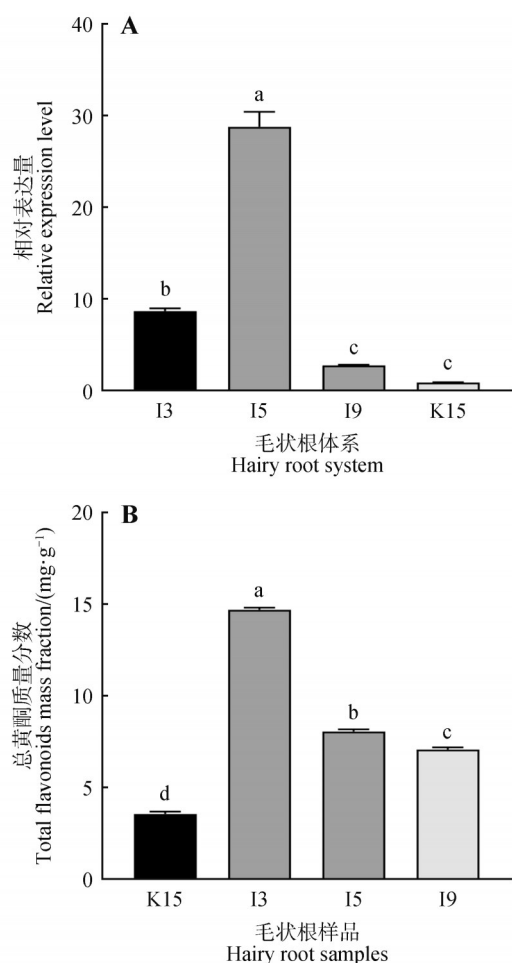 A
40
30
20
10
0
相对表达量
Relative expression level
b
a
c
c
I3 I5 I9 K15
毛状根体系
Hairy root system
B
20
15
10
5
0
总黄酮质量分数
Total flavonoids mass fraction/(mg·g⁻¹)
d
a
b
c
K15 I3 I5 I9
毛状根样品
Hairy root samples